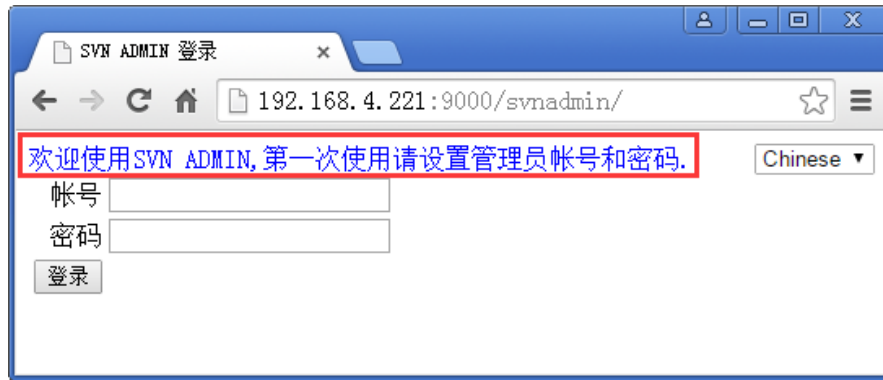 SVN ADMIN 登录
192.168.4.221:9000/svnadmin/
欢迎使用SVN ADMIN,第一次使用请设置管理员帐号和密码.
Chinese
帐号
密码
登录